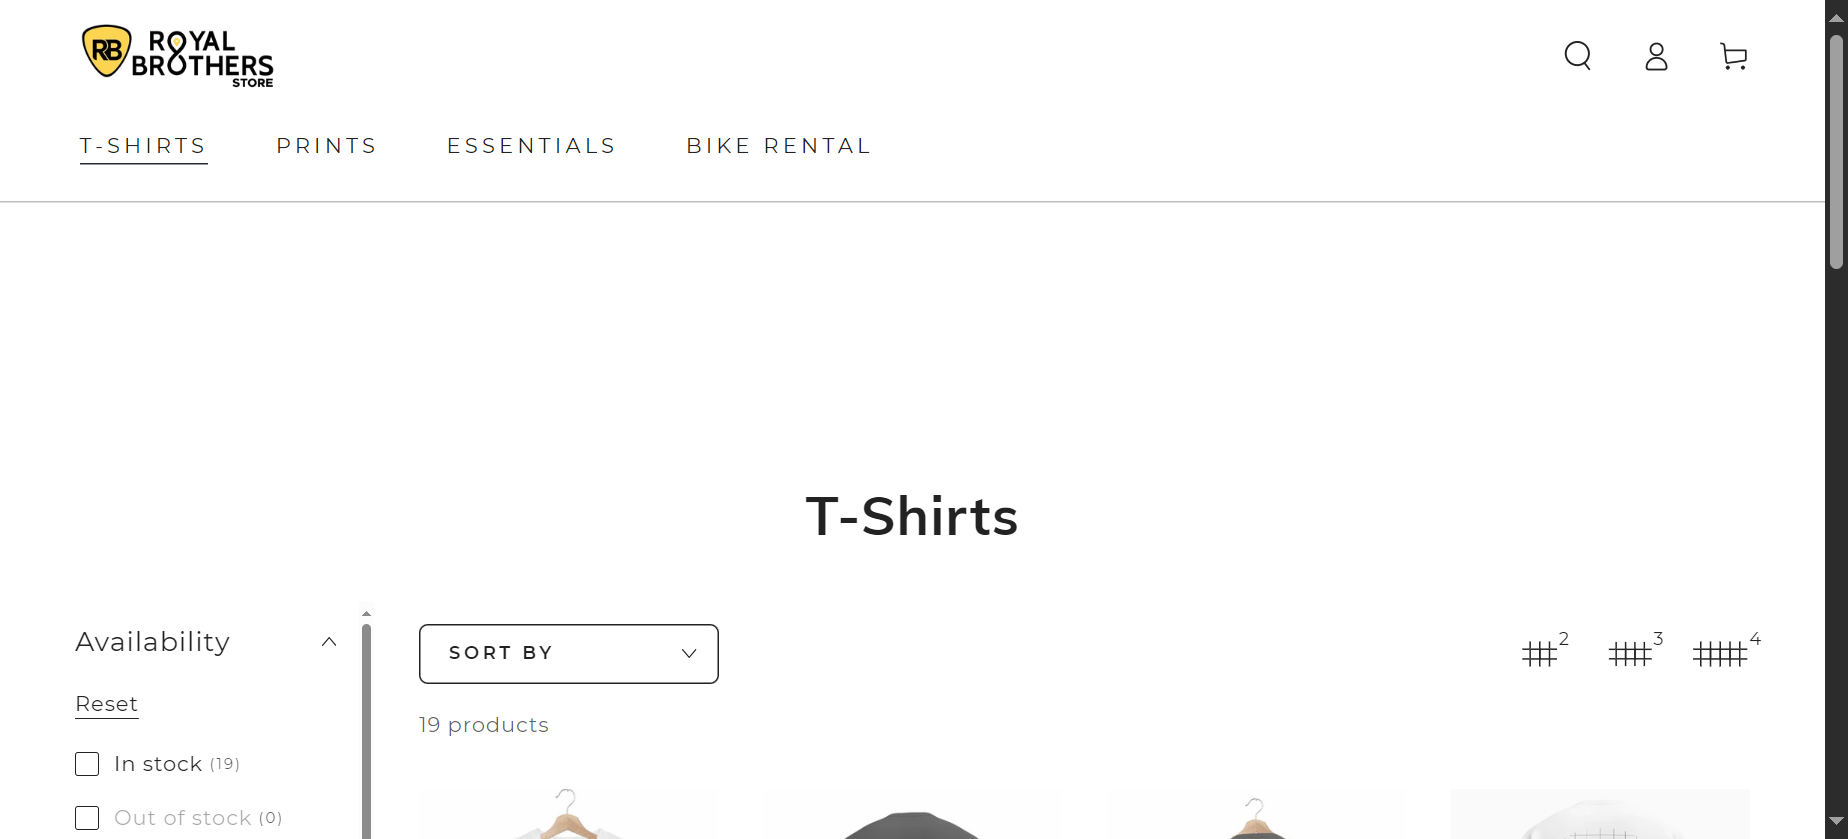 RB ROYAL
BROTHERS
STORE
T-SHIRTS PRINTS ESSENTIALS BIKE RENTAL
T-Shirts
Availability
Reset
In stock (19)
Out of stock (0)
SORT BY
2 3 4
19 products